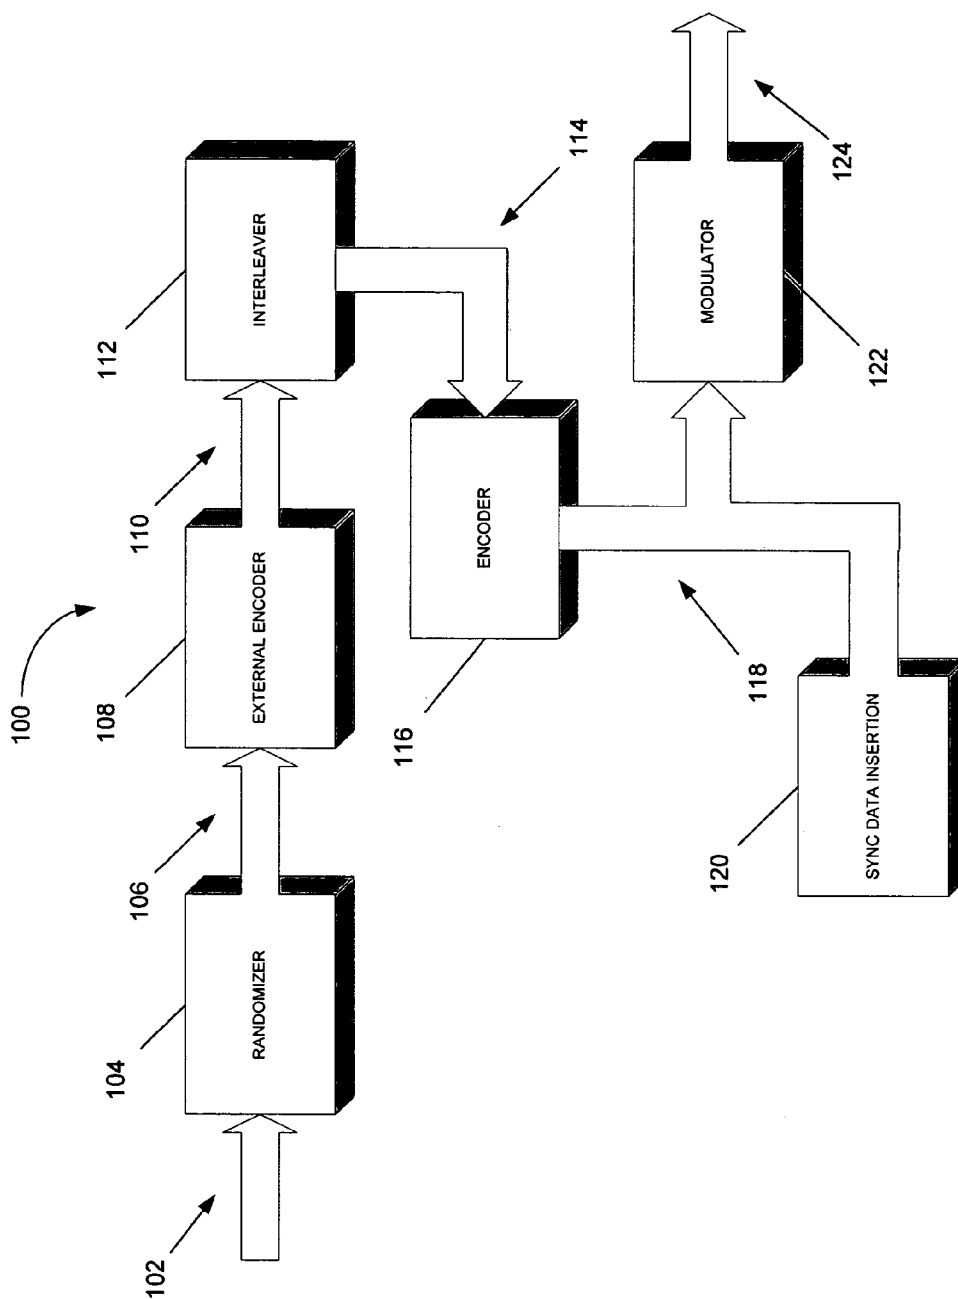 100
102
104
RANDOMIZER
106
108
EXTERNAL ENCODER
110
112
INTERLEAVER
114
116
ENCODER
118
120
SYNC DATA INSERTION
122
MODULATOR
124